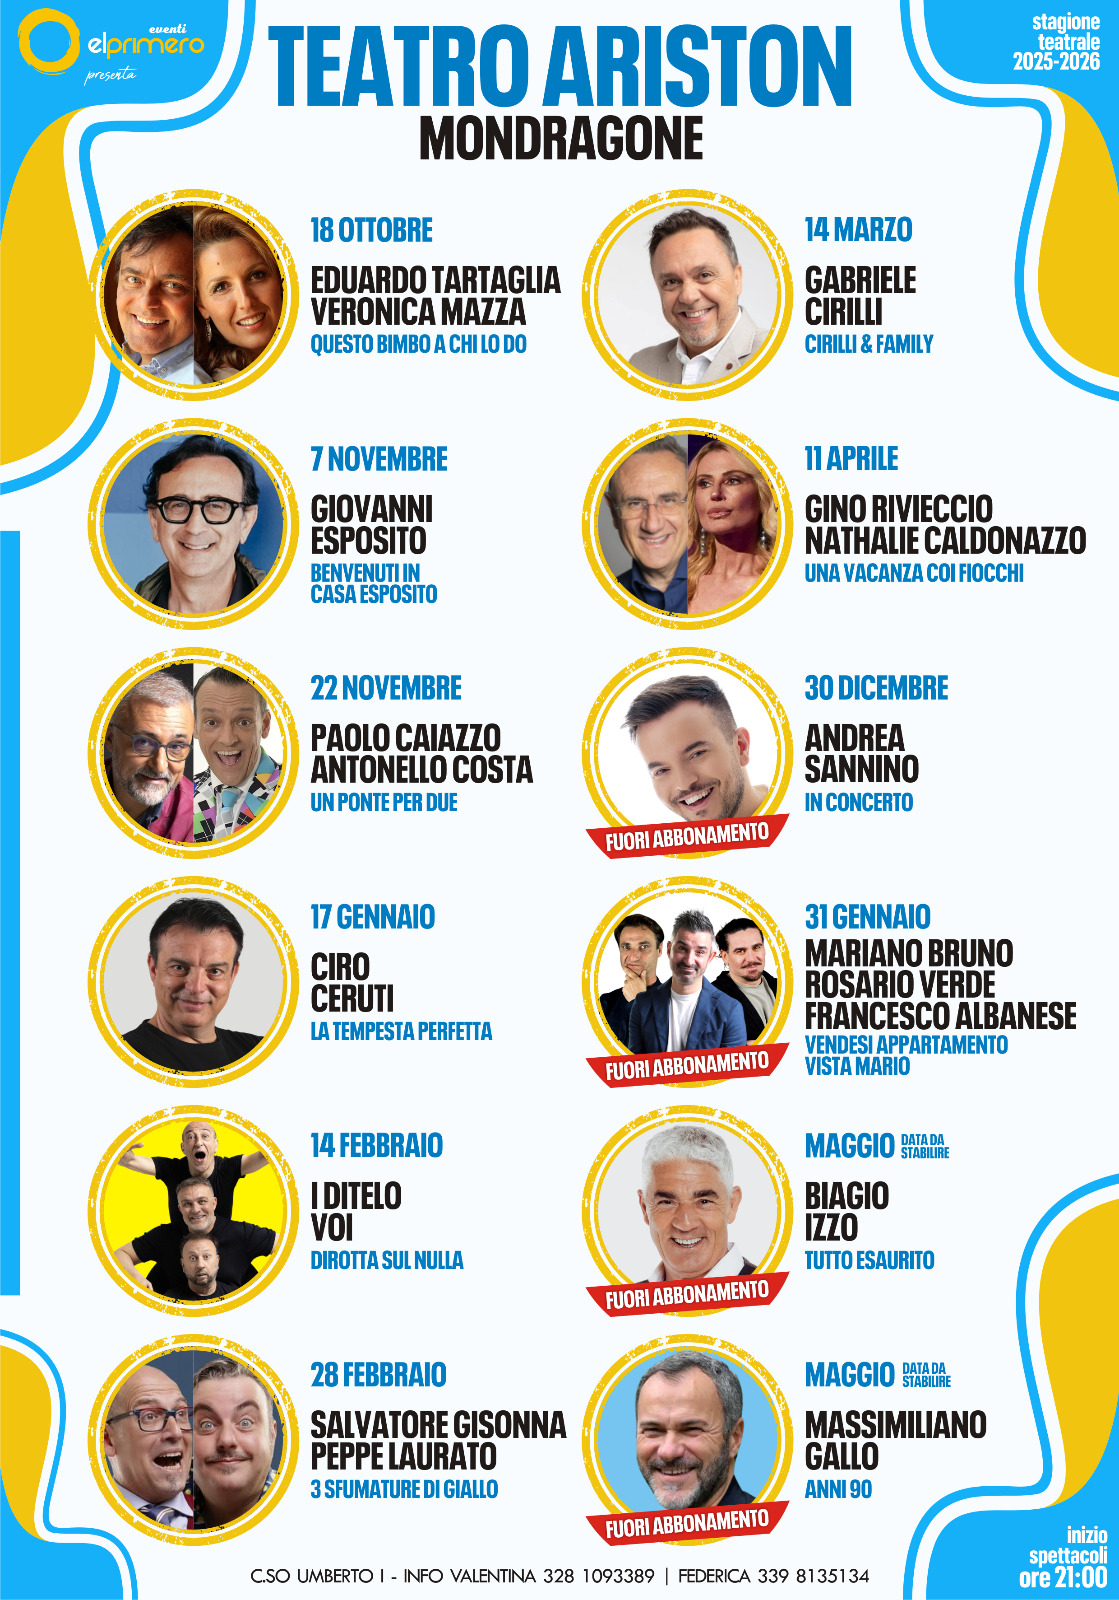 eventi
elprimero
presenta
stagione
teatrale
2025-2026
TEATRO ARISTON
MONDRAGONE
18 OTTOBRE
EDUARDO TARTAGLIA
VERONICA MAZZA
QUESTO BIMBO A CHI LO DO
7 NOVEMBRE
GIOVANNI
ESPOSITO
BENVENUTI IN
CASA ESPOSITO
22 NOVEMBRE
PAOLO CAIAZZO
ANTONELLO COSTA
UN PONTE PER DUE
17 GENNAIO
CIRO
CERUTI
LA TEMPESTA PERFETTA
14 FEBBRAIO
I DITELO
VOI
DIROTTA SUL NULLA
28 FEBBRAIO
SALVATORE GISONNA
PEPPE LAURATO
3 SFUMATURE DI GIALLO
14 MARZO
GABRIELE
CIRILLI
CIRILLI & FAMILY
11 APRILE
GINO RIVIECCIO
NATHALIE CALDONAZZO
UNA VACANZA COI FIOCCHI
30 DICEMBRE
ANDREA
SANNINO
IN CONCERTO
FUORI ABBONAMENTO
31 GENNAIO
MARIANO BRUNO
ROSARIO VERDE
FRANCESCO ALBANESE
VENDESI APPARTAMENTO
VISTA MARIO
FUORI ABBONAMENTO
MAGGIO DATA DA
STABILIRE
BIAGIO
IZZO
TUTTO ESAURITO
FUORI ABBONAMENTO
MAGGIO DATA DA
STABILIRE
MASSIMILIANO
GALLO
ANNI 90
FUORI ABBONAMENTO
C.SO UMBERTO I - INFO VALENTINA 328 1093389 | FEDERICA 339 8135134
inizio
spettacoli
ore 21:00